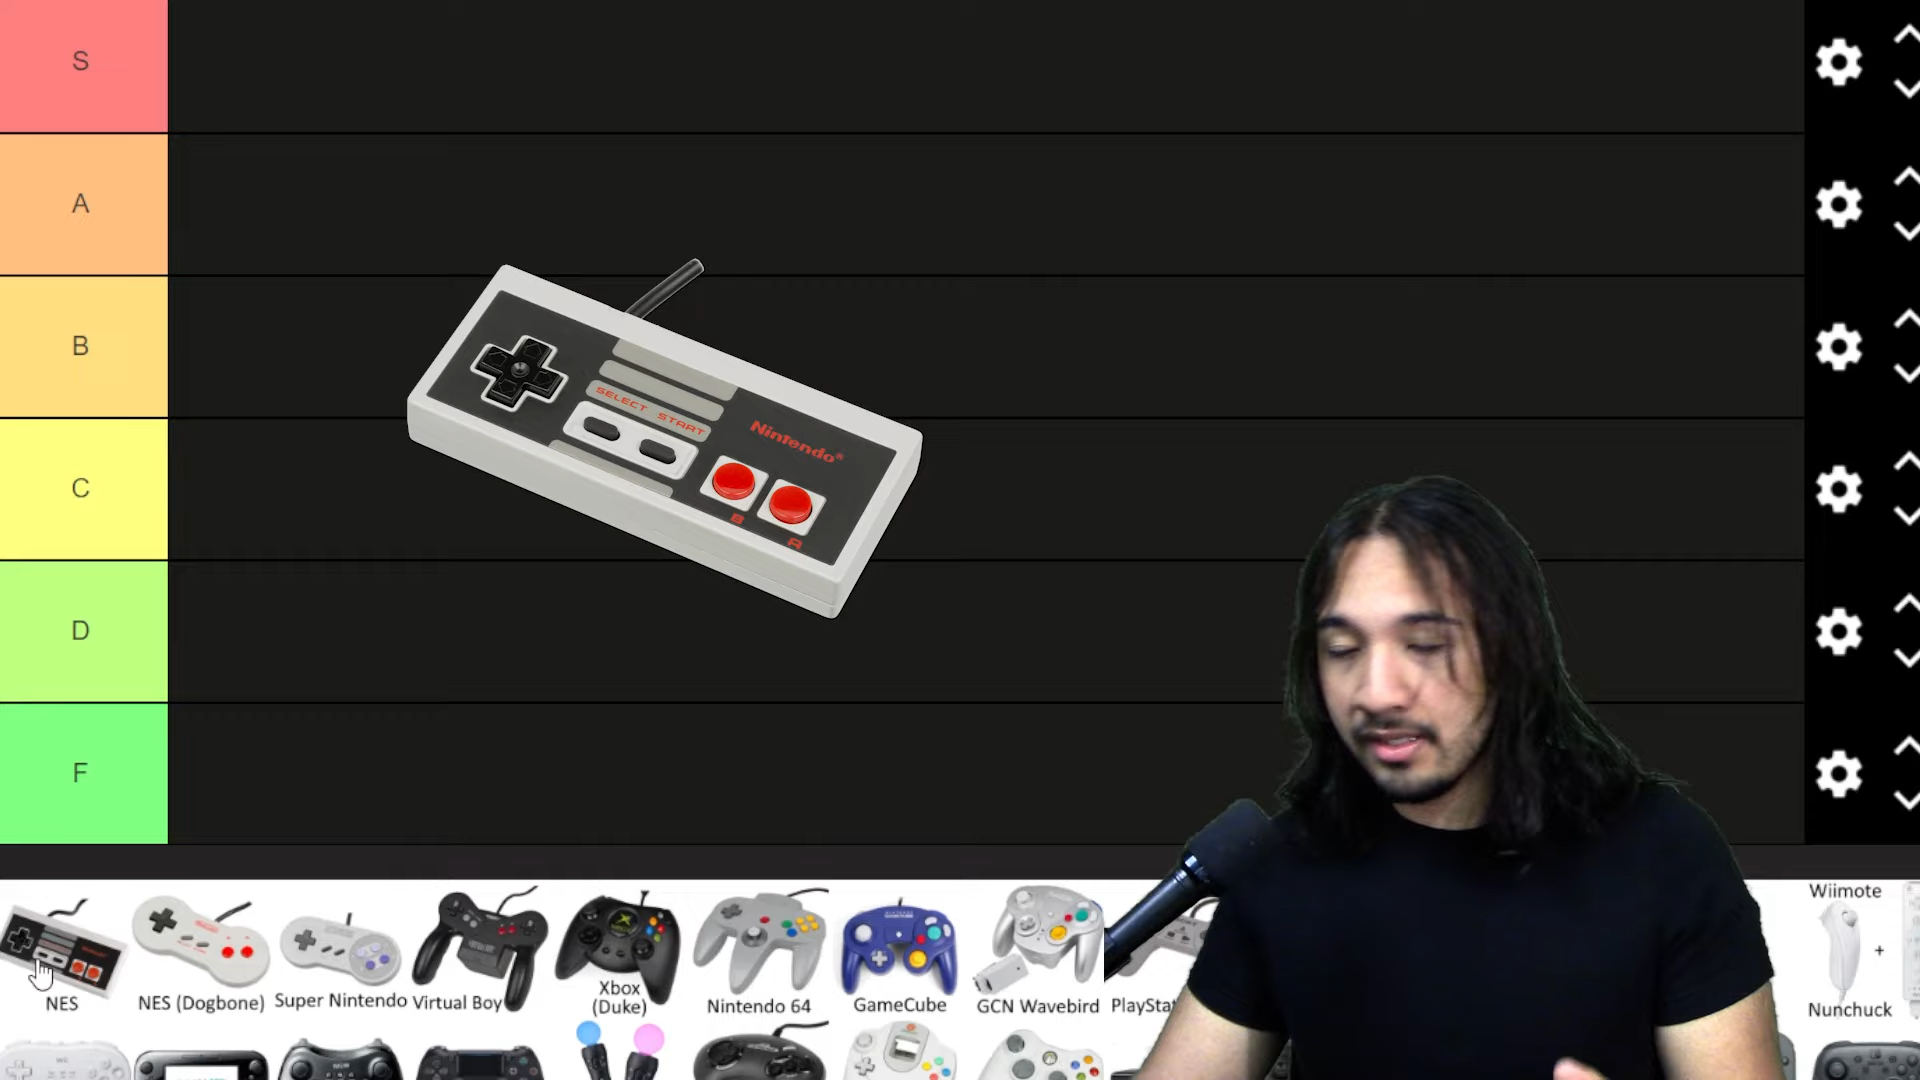 S
A
B
SELECT START
Nintendo®
C
B
A
D
F
Wiimote
NES
NES (Dogbone)
Super Nintendo
Virtual Boy
Xbox
(Duke)
Nintendo 64
GameCube
GCN Wavebird
PlayStat
Nunchuck
+